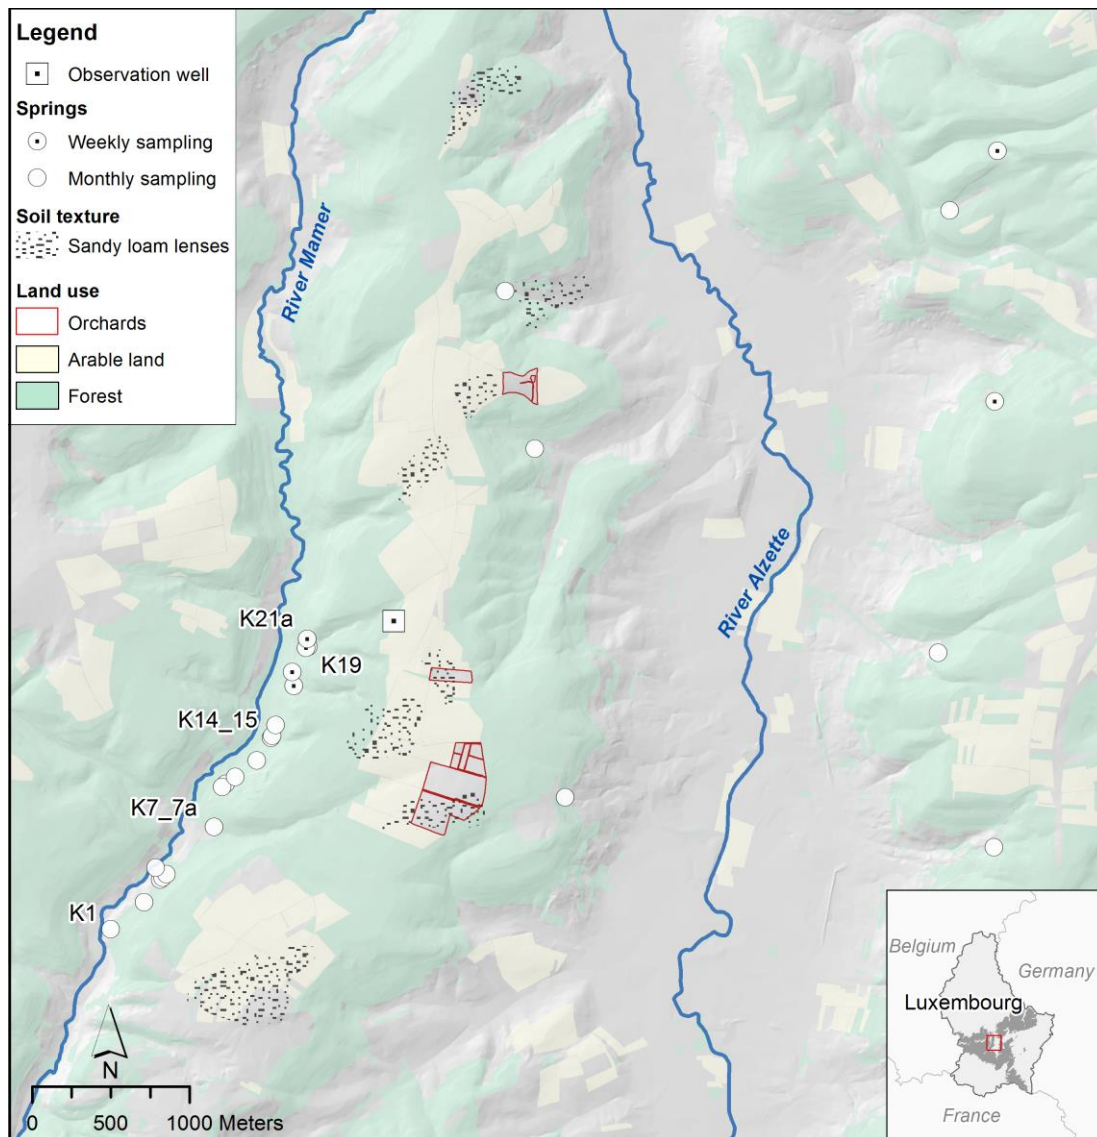 Legend
Observation well
Springs
Weekly sampling
Monthly sampling
Soil texture
Sandy loam lenses
Land use
Orchards
Arable land
Forest
River Mamer
River Alzette
K21a
K19
K14_15
K7_7a
K1
N
0 500 1000 Meters
Belgium
Germany
Luxembourg
France